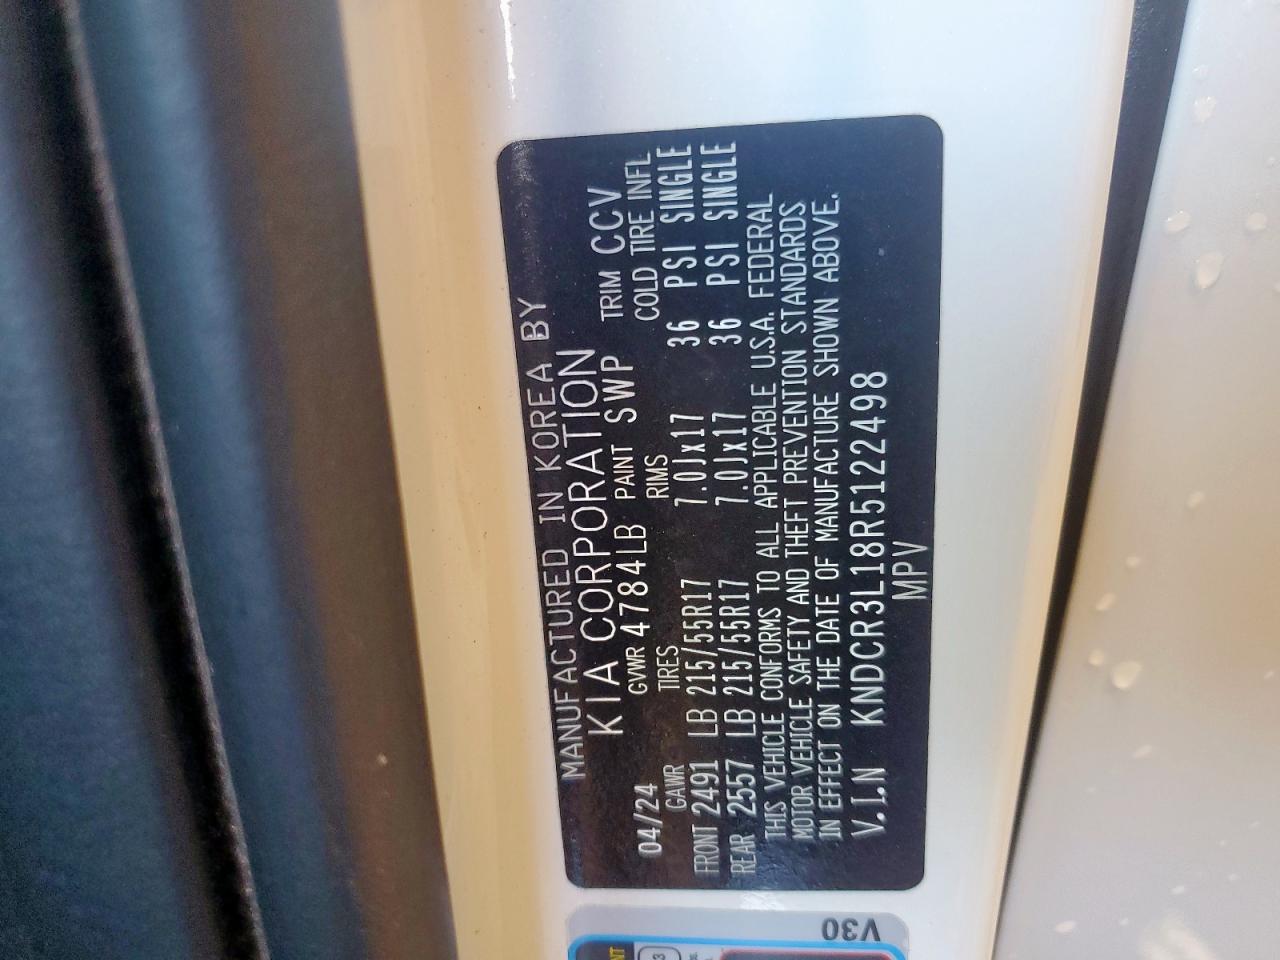 MANUFACTURED IN KOREA BY
KIA CORPORATION
04/24 GVWR 4784LB PAINT SWP TRIM CCV
GAWR TIRES RIMS COLD TIRE INFL
FRONT 2491 LB 215/55R17 7.0Jx17 36 PSI SINGLE
REAR 2557 LB 215/55R17 7.0Jx17 36 PSI SINGLE
THIS VEHICLE CONFORMS TO ALL APPLICABLE U.S.A. FEDERAL
MOTOR VEHICLE SAFETY AND THEFT PREVENTION STANDARDS
IN EFFECT ON THE DATE OF MANUFACTURE SHOWN ABOVE.
V.I.N KNDCR3L18R5122498
MPV
V30